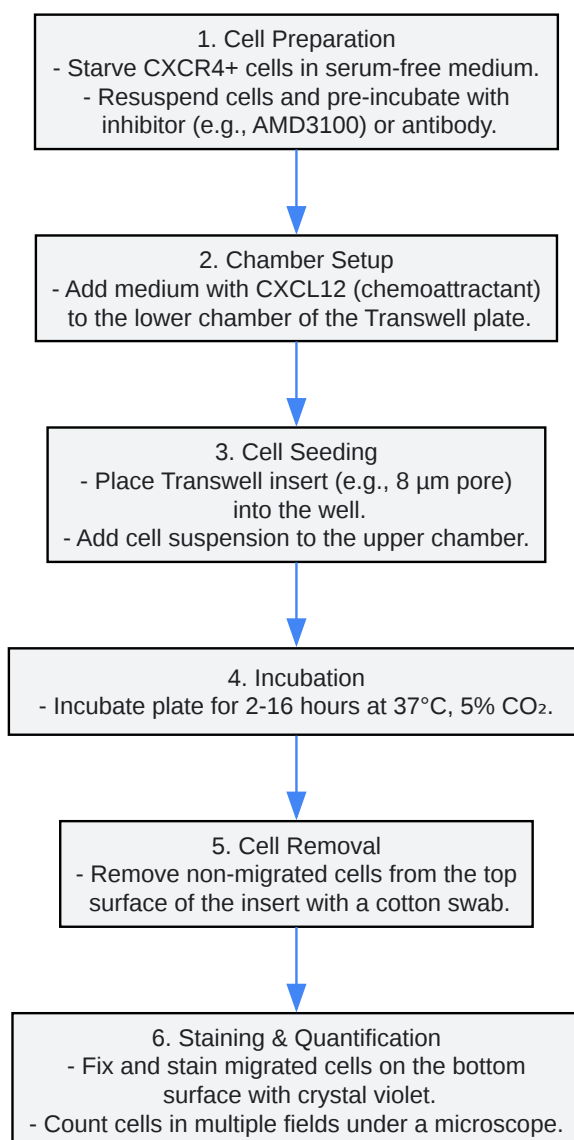 1. Cell Preparation
- Starve CXCR4+ cells in serum-free medium.
- Resuspend cells and pre-incubate with
inhibitor (e.g., AMD3100) or antibody.
2. Chamber Setup
- Add medium with CXCL12 (chemoattractant)
to the lower chamber of the Transwell plate.
3. Cell Seeding
- Place Transwell insert (e.g., 8 µm pore)
into the well.
- Add cell suspension to the upper chamber.
4. Incubation
- Incubate plate for 2-16 hours at 37°C, 5% CO₂.
5. Cell Removal
- Remove non-migrated cells from the top
surface of the insert with a cotton swab.
6. Staining & Quantification
- Fix and stain migrated cells on the bottom
surface with crystal violet.
- Count cells in multiple fields under a microscope.